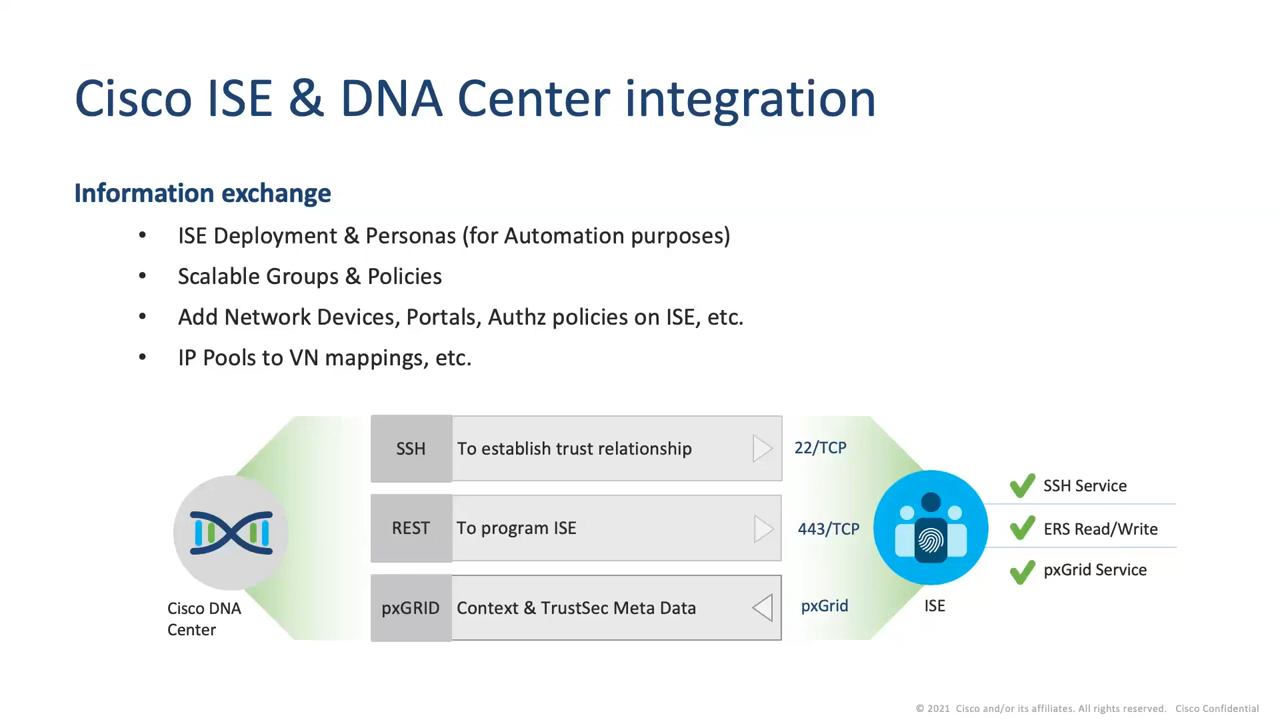 Cisco ISE & DNA Center integration
Information exchange
• ISE Deployment & Personas (for Automation purposes)
• Scalable Groups & Policies
• Add Network Devices, Portals, Authz policies on ISE, etc.
• IP Pools to VN mappings, etc.
SSH To establish trust relationship 22/TCP
REST To program ISE 443/TCP
pxGRID Context & TrustSec Meta Data pxGrid
Cisco DNA
Center
ISE
SSH Service
ERS Read/Write
pxGrid Service
© 2021 Cisco and/or its affiliates. All rights reserved. Cisco Confidential